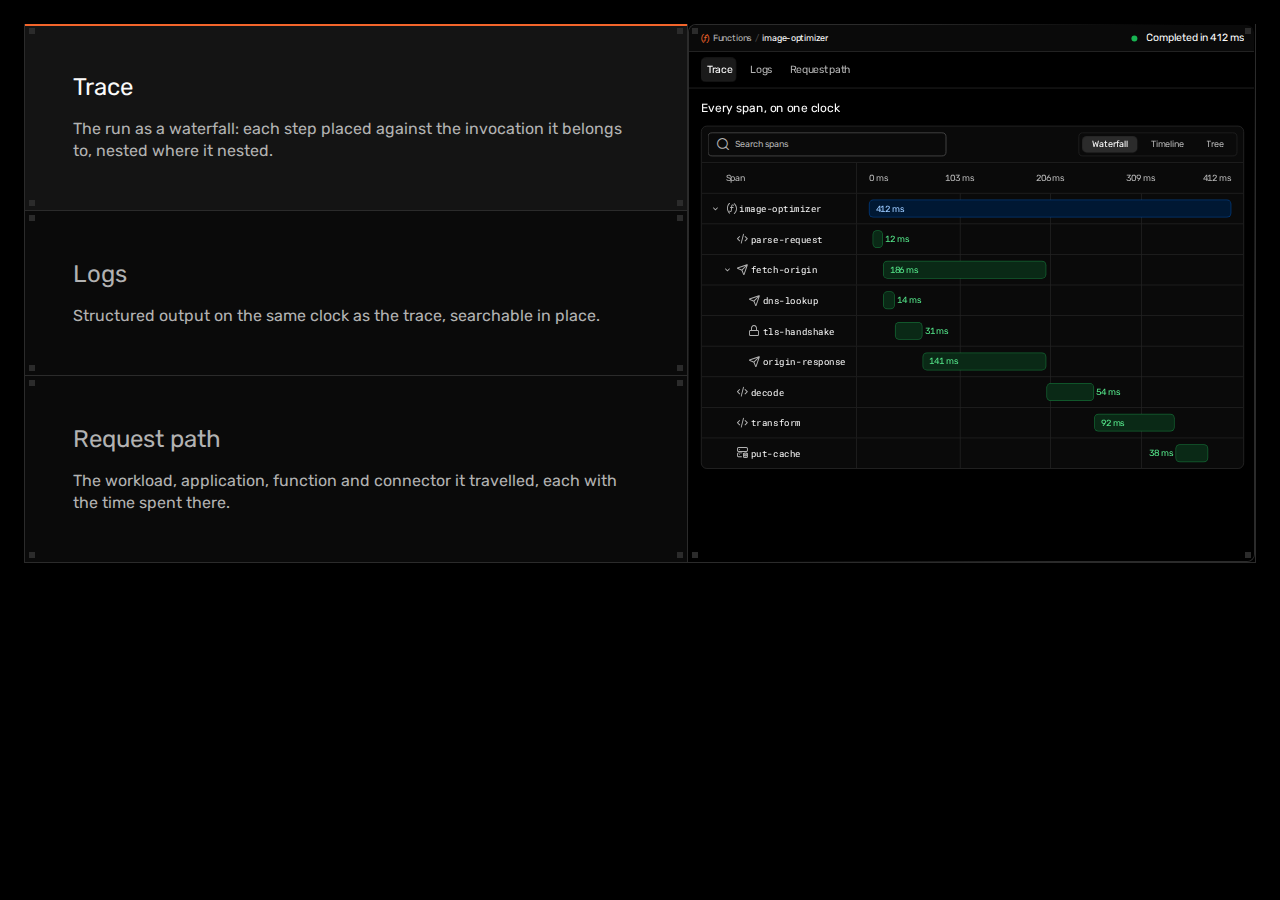 Trace
The run as a waterfall: each step placed against the invocation it belongs
to, nested where it nested.
Logs
Structured output on the same clock as the trace, searchable in place.
Request path
The workload, application, function and connector it travelled, each with
the time spent there.
Functions / image-optimizer
Completed in 412 ms
Trace Logs Request path
Every span, on one clock
Search spans
Waterfall Timeline Tree
Span 0 ms 103 ms 206 ms 309 ms 412 ms
image-optimizer 412 ms
parse-request 12 ms
fetch-origin 186 ms
dns-lookup 14 ms
tls-handshake 31 ms
origin-response 141 ms
decode 54 ms
transform 92 ms
put-cache 38 ms